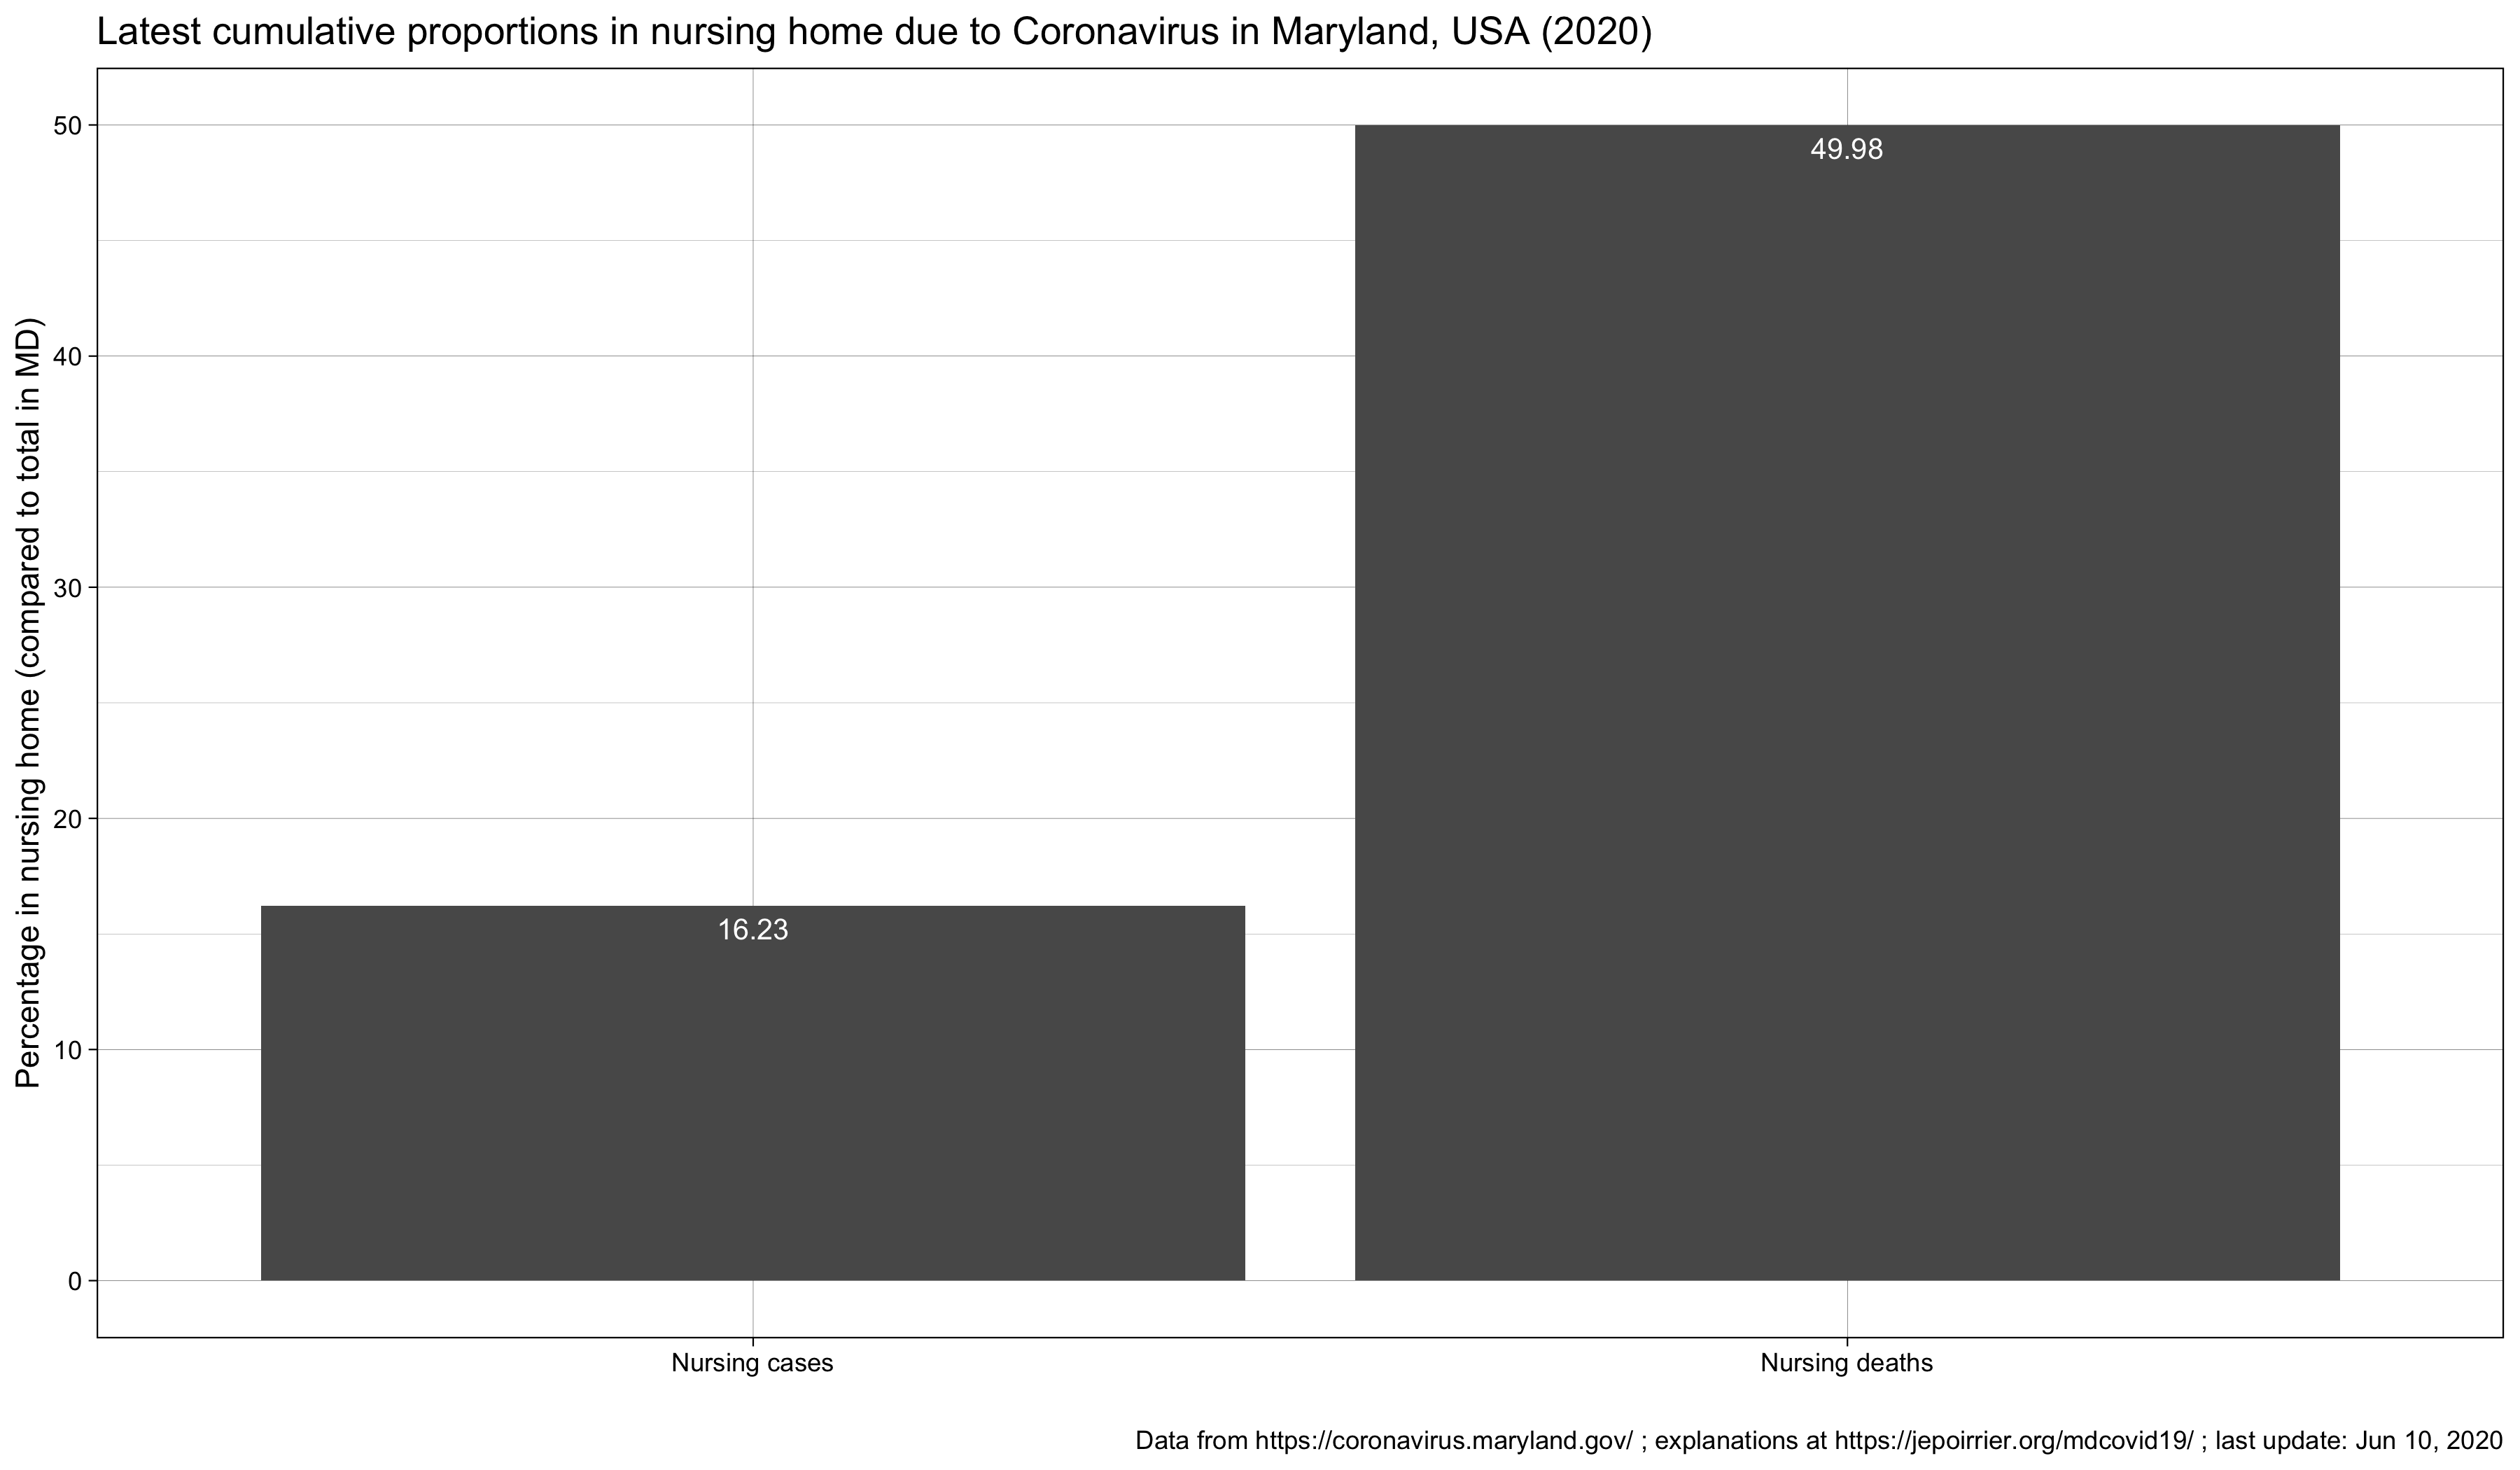 Latest cumulative proportions in nursing home due to Coronavirus in Maryland, USA (2020)
Percentage in nursing home (compared to total in MD)
50
40
30
20
10
0
49.98
16.23
Nursing cases
Nursing deaths
Data from https://coronavirus.maryland.gov/ ; explanations at https://jepoirrier.org/mdcovid19/ ; last update: Jun 10, 2020